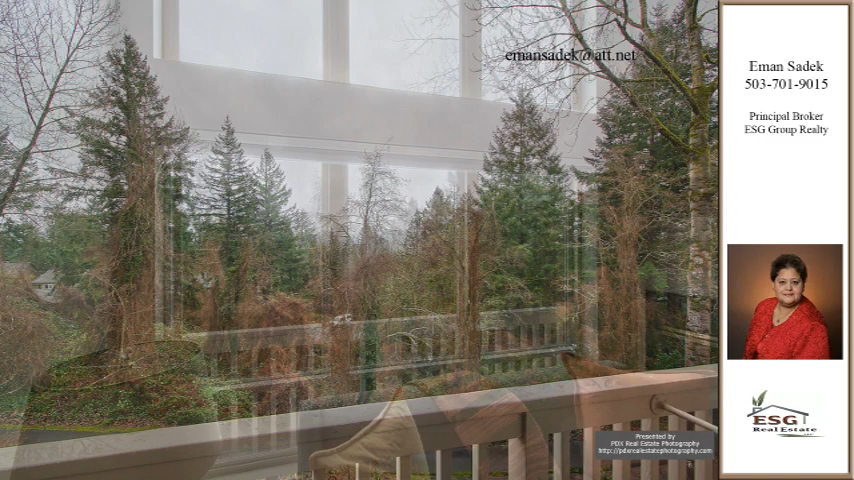 emansadek@att.net
Eman Sadek
503-701-9015
Principal Broker
ESG Group Realty
ESG
Real Estate
Presented by
PDX Real Estate Photography
http://pdxrealestatephotography.com